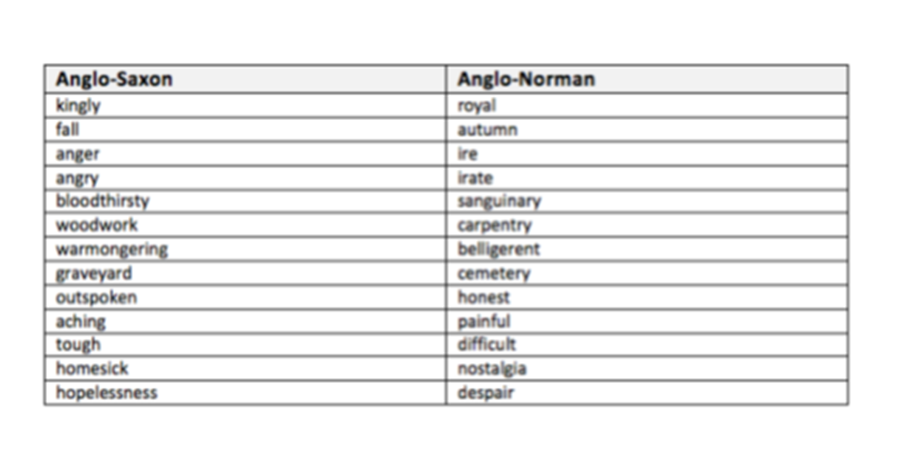 Anglo-Saxon Anglo-Norman
kingly royal
fall autumn
anger ire
angry irate
bloodthirsty sanguinary
woodwork carpentry
warmongering belligerent
graveyard cemetery
outspoken honest
aching painful
tough difficult
homesick nostalgia
hopelessness despair